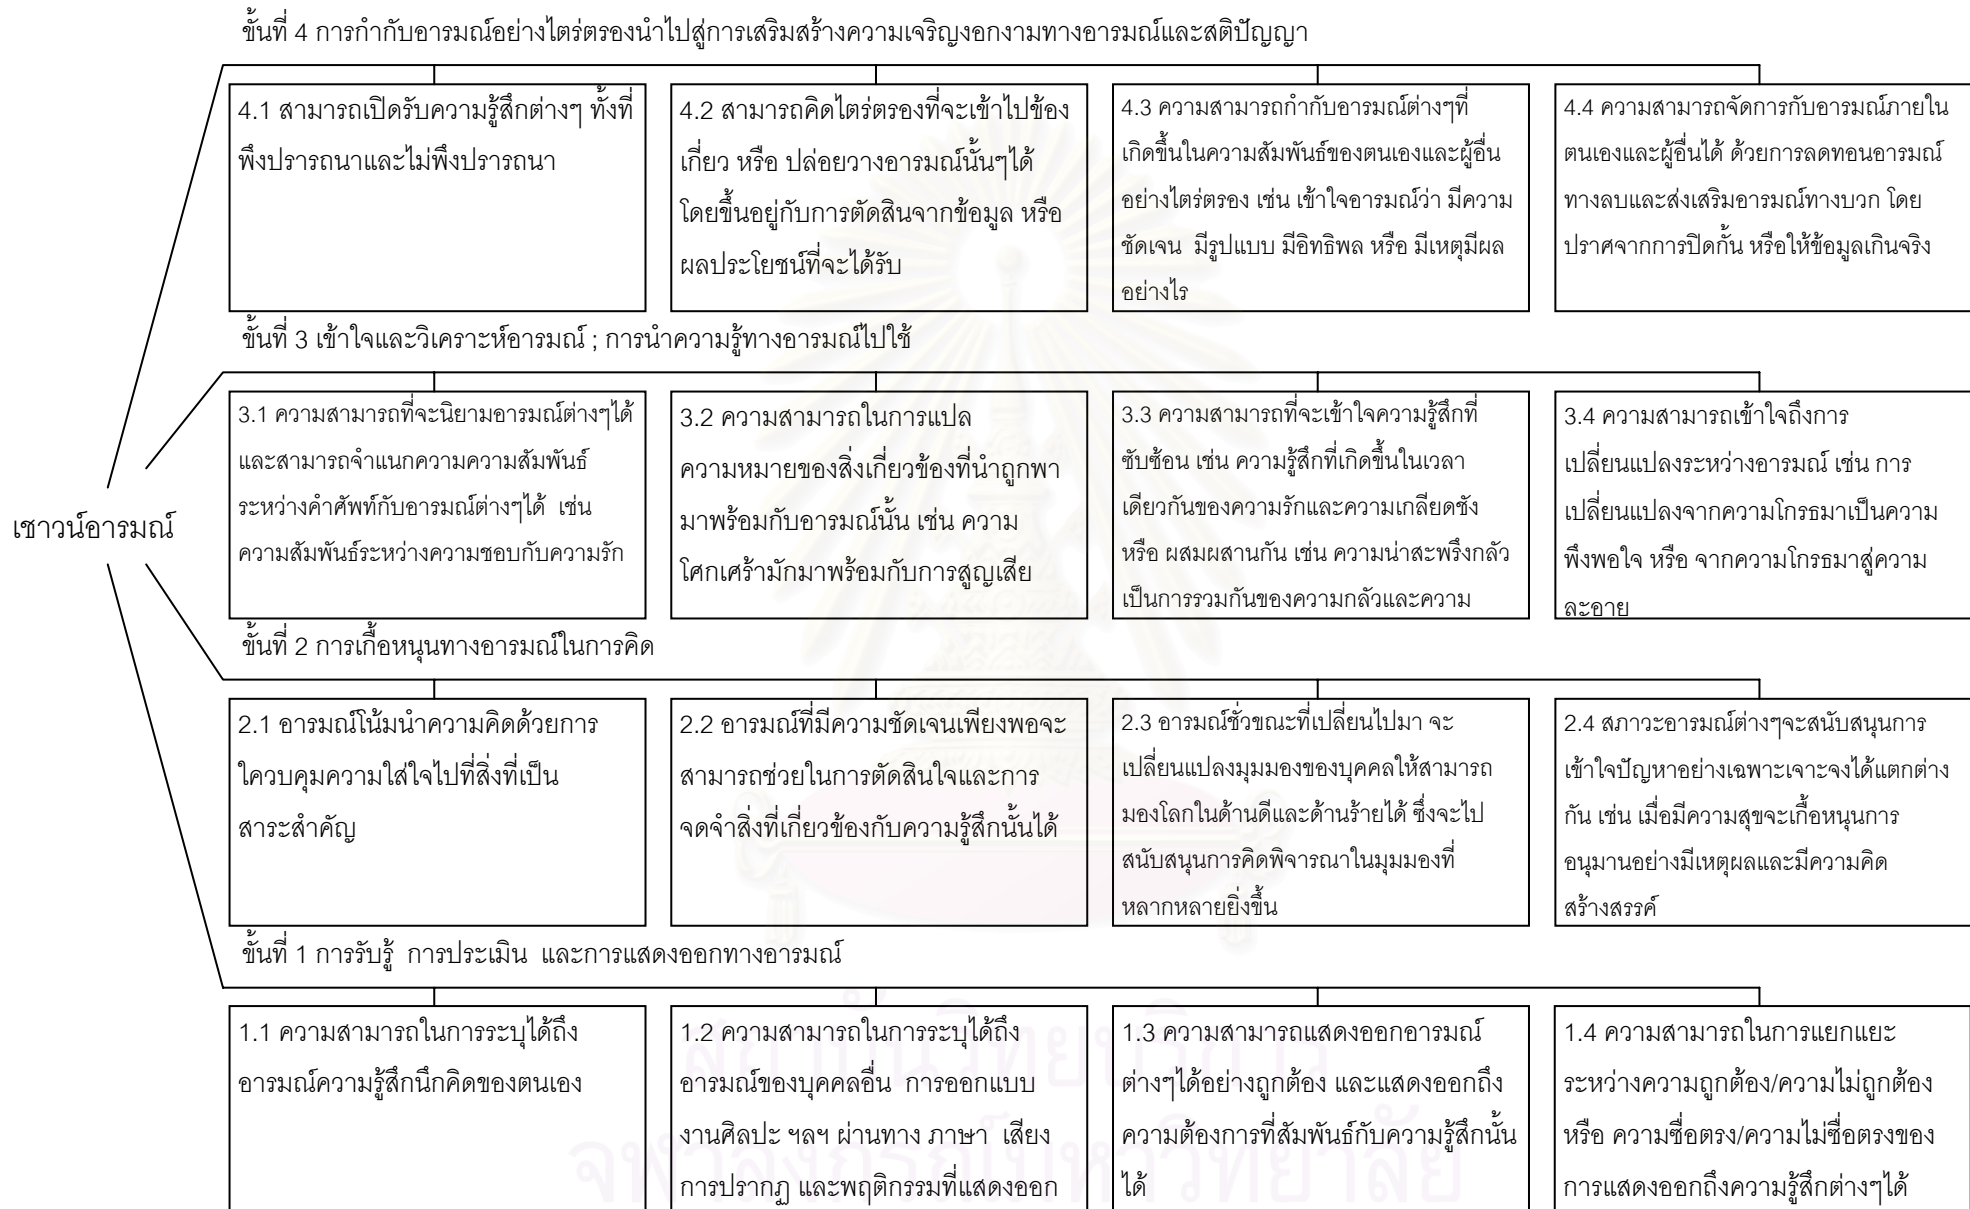 ขั้นที่ 4 การกำกับอารมณ์อย่างไตร่ตรองนำไปสู่การเสริมสร้างความเจริญงอกงามทางอารมณ์และสติปัญญา
4.1 สามารถเปิดรับความรู้สึกต่างๆ ทั้งที่
พึงปรารถนาและไม่พึงปรารถนา
4.2 สามารถคิดไตร่ตรองที่จะเข้าไปข้อง
เกี่ยว หรือ ปล่อยวางอารมณ์นั้นๆได้
โดยขึ้นอยู่กับการตัดสินจากข้อมูล หรือ
ผลประโยชน์ที่จะได้รับ
4.3 ความสามารถกำกับอารมณ์ต่างๆที่
เกิดขึ้นในความสัมพันธ์ของตนเองและผู้อื่น
อย่างไตร่ตรอง เช่น เข้าใจอารมณ์ว่า มีความ
ชัดเจน มีรูปแบบ มีอิทธิพล หรือ มีเหตุมีผล
อย่างไร
4.4 ความสามารถจัดการกับอารมณ์ภายใน
ตนเองและผู้อื่นได้ ด้วยการลดทอนอารมณ์
ทางลบและส่งเสริมอารมณ์ทางบวก โดย
ปราศจากการปิดกั้น หรือให้ข้อมูลเกินจริง
ขั้นที่ 3 เข้าใจและวิเคราะห์อารมณ์ ; การนำความรู้ทางอารมณ์ไปใช้
3.1 ความสามารถที่จะนิยามอารมณ์ต่างๆได้
และสามารถจำแนกความความสัมพันธ์
ระหว่างคำศัพท์กับอารมณ์ต่างๆได้ เช่น
ความสัมพันธ์ระหว่างความชอบกับความรัก
3.2 ความสามารถในการแปล
ความหมายของสิ่งเกี่ยวข้องที่นำถูกพา
มาพร้อมกับอารมณ์นั้น เช่น ความ
โศกเศร้ามักมาพร้อมกับการสูญเสีย
3.3 ความสามารถที่จะเข้าใจความรู้สึกที่
ซับซ้อน เช่น ความรู้สึกที่เกิดขึ้นในเวลา
เดียวกันของความรักและความเกลียดชัง
หรือ ผสมผสานกัน เช่น ความน่าสะพรึงกลัว
เป็นการรวมกันของความกลัวและความ
3.4 ความสามารถเข้าใจถึงการ
เปลี่ยนแปลงระหว่างอารมณ์ เช่น การ
เปลี่ยนแปลงจากความโกรธมาเป็นความ
พึงพอใจ หรือ จากความโกรธมาสู่ความ
ละอาย
เชาวน์อารมณ์
ขั้นที่ 2 การเกื้อหนุนทางอารมณ์ในการคิด
2.1 อารมณ์โน้มนำความคิดด้วยการ
ใควบคุมความใส่ใจไปที่สิ่งที่เป็น
สาระสำคัญ
2.2 อารมณ์ที่มีความชัดเจนเพียงพอจะ
สามารถช่วยในการตัดสินใจและการ
จดจำสิ่งที่เกี่ยวข้องกับความรู้สึกนั้นได้
2.3 อารมณ์ชั่วขณะที่เปลี่ยนไปมา จะ
เปลี่ยนแปลงมุมมองของบุคคลให้สามารถ
มองโลกในด้านดีและด้านร้ายได้ ซึ่งจะไป
สนับสนุนการคิดพิจารณาในมุมมองที่
หลากหลายยิ่งขึ้น
2.4 สภาวะอารมณ์ต่างๆจะสนับสนุนการ
เข้าใจปัญหาอย่างเฉพาะเจาะจงได้แตกต่าง
กัน เช่น เมื่อมีความสุขจะเกื้อหนุนการ
อนุมานอย่างมีเหตุผลและมีความคิด
สร้างสรรค์
ขั้นที่ 1 การรับรู้ การประเมิน และการแสดงออกทางอารมณ์
1.1 ความสามารถในการระบุได้ถึง
อารมณ์ความรู้สึกนึกคิดของตนเอง
1.2 ความสามารถในการระบุได้ถึง
อารมณ์ของบุคคลอื่น การออกแบบ
งานศิลปะ ฯลฯ ผ่านทาง ภาษา เสียง
การปรากฏ และพฤติกรรมที่แสดงออก
1.3 ความสามารถแสดงออกอารมณ์
ต่างๆได้อย่างถูกต้อง และแสดงออกถึง
ความต้องการที่สัมพันธ์กับความรู้สึกนั้น
ได้
1.4 ความสามารถในการแยกแยะ
ระหว่างความถูกต้อง/ความไม่ถูกต้อง
หรือ ความซื่อตรง/ความไม่ซื่อตรงของ
การแสดงออกถึงความรู้สึกต่างๆได้
สถาบันวิทยบริการ
จุฬาลงกรณ์มหาวิทยาลัย